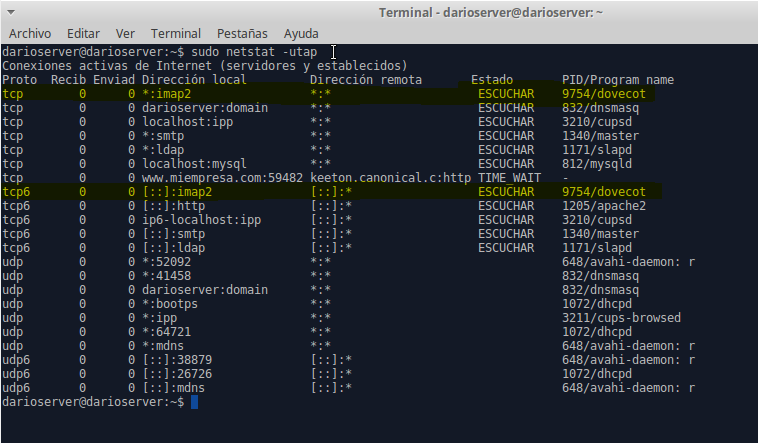 Terminal - darioserver@darioserver: ~
Archivo Editar Ver Terminal Pestañas Ayuda
darioserver@darioserver:~$ sudo netstat -utap
Conexiones activas de Internet (servidores y establecidos)
Proto Recib Enviad Dirección local Dirección remota Estado PID/Program name
tcp 0 0 *:imap2 *:* ESCUCHAR 9754/dovecot
tcp 0 0 darioserver:domain *:* ESCUCHAR 832/dnsmasq
tcp 0 0 localhost:ipp *:* ESCUCHAR 3210/cupsd
tcp 0 0 *:smtp *:* ESCUCHAR 1340/master
tcp 0 0 *:ldap *:* ESCUCHAR 1171/slapd
tcp 0 0 localhost:mysql *:* ESCUCHAR 812/mysqld
tcp 0 0 www.miempresa.com:59482 keeton.canonical.c:http TIME_WAIT -
tcp6 0 0 [::]:imap2 [::]:* ESCUCHAR 9754/dovecot
tcp6 0 0 [::]:http [::]:* ESCUCHAR 1205/apache2
tcp6 0 0 ip6-localhost:ipp [::]:* ESCUCHAR 3210/cupsd
tcp6 0 0 [::]:smtp [::]:* ESCUCHAR 1340/master
tcp6 0 0 [::]:ldap [::]:* ESCUCHAR 1171/slapd
udp 0 0 *:52092 *:* 648/avahi-daemon: r
udp 0 0 *:41458 *:* 832/dnsmasq
udp 0 0 darioserver:domain *:* 832/dnsmasq
udp 0 0 *:bootps *:* 1072/dhcpd
udp 0 0 *:ipp *:* 3211/cups-browsed
udp 0 0 *:64721 *:* 1072/dhcpd
udp 0 0 *:mdns *:* 648/avahi-daemon: r
udp6 0 0 [::]:38879 [::]:* 648/avahi-daemon: r
udp6 0 0 [::]:26726 [::]:* 1072/dhcpd
udp6 0 0 [::]:mdns [::]:* 648/avahi-daemon: r
darioserver@darioserver:~$